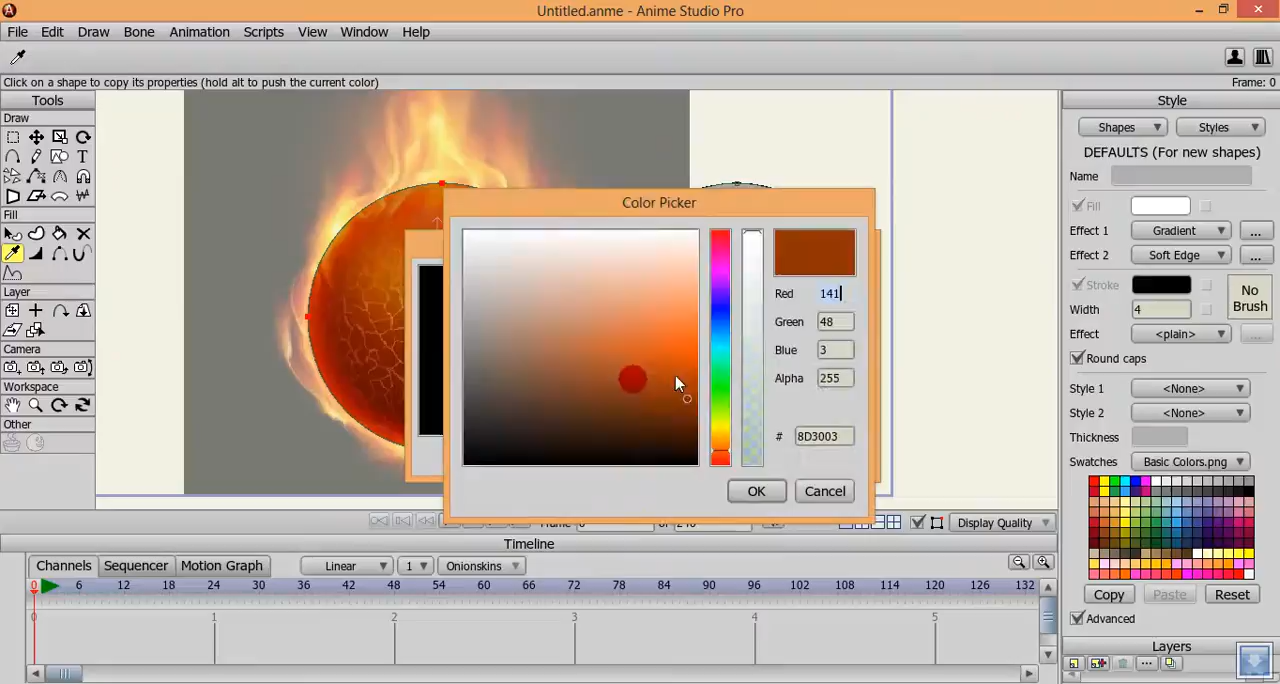 Untitled.anme - Anime Studio Pro
File Edit Draw Bone Animation Scripts View Window Help
Click on a shape to copy its properties (hold alt to push the current color)
Frame: 0
Tools
Draw
Fill
Layer
Camera
Workspace
Other
Color Picker
Red 141
Green 48
Blue 3
Alpha 255
# 8D3003
OK Cancel
Style
Shapes Styles
DEFAULTS (For new shapes)
Name
Fill
Effect 1 Gradient ...
Effect 2 Soft Edge ...
Stroke
Width 4
No Brush
Effect <plain> ...
Round caps
Style 1 <None>
Style 2 <None>
Thickness
Swatches Basic Colors.png
Copy Paste Reset
Advanced
Layers
Display Quality
Timeline
Channels Sequencer Motion Graph Linear 1 Onionskins
0 6 12 18 24 30 36 42 48 54 60 66 72 78 84 90 96 102 108 114 120 126 132
0 1 2 3 4 5